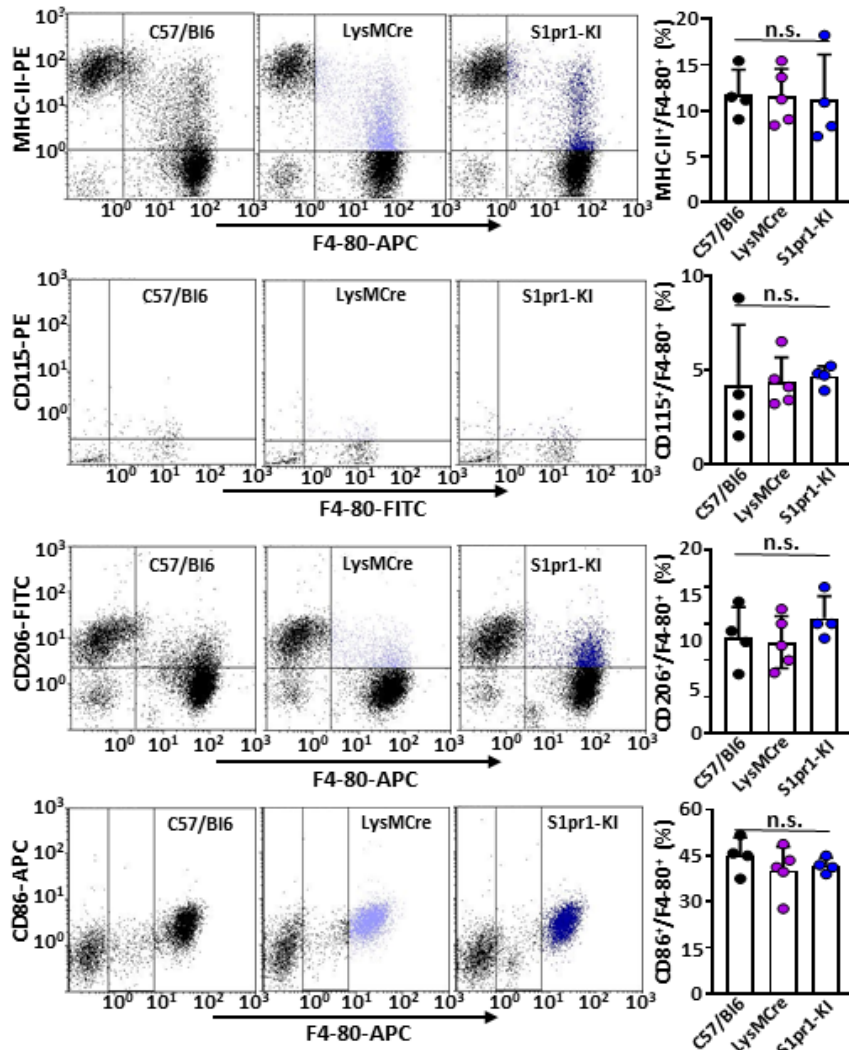 C57/Bl6 LysMCre S1pr1-KI
MHC-II-PE
10³
10² 
10¹
10⁰
10⁰ 10¹ 10² 10³ 10⁰ 10¹ 10² 10³ 10⁰ 10¹ 10² 10³
F4-80-APC
MHC-II⁺/F4-80⁺ (%)
n.s.
20
15
10
5
0
C57/Bl6 LysMCre S1pr1-KI
C57/Bl6 LysMCre S1pr1-KI
CD115-PE
10³
10²
10¹
10⁰
10⁰ 10¹ 10² 10³ 10⁰ 10¹ 10² 10³ 10⁰ 10¹ 10² 10³
F4-80-FITC
CD115⁺/F4-80⁺ (%)
n.s.
10
5
0
C57/Bl6 LysMCre S1pr1-KI
C57/Bl6 LysMCre S1pr1-KI
CD206-FITC
10³
10²
10¹
10⁰
10⁰ 10¹ 10² 10³ 10⁰ 10¹ 10² 10³ 10⁰ 10¹ 10² 10³
F4-80-APC
CD206⁺/F4-80⁺ (%)
n.s.
20
15
10
5
0
C57/Bl6 LysMCre S1pr1-KI
C57/Bl6 LysMCre S1pr1-KI
CD86-APC
10³
10²
10¹
10⁰
10⁰ 10¹ 10² 10³ 10⁰ 10¹ 10² 10³ 10⁰ 10¹ 10² 10³
F4-80-APC
CD86⁺/F4-80⁺ (%)
n.s.
60
45
30
15
0
C57/Bl6 LysMCre S1pr1-KI